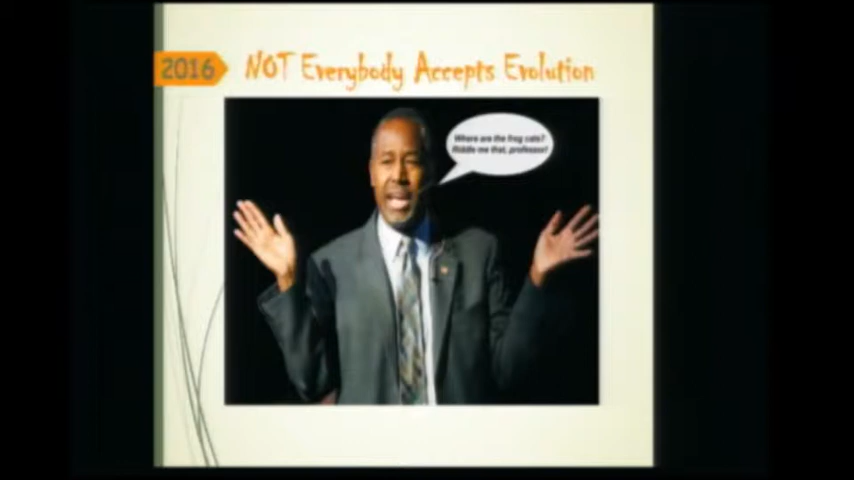 2016
NOT Everybody Accepts Evolution
Where are the frog cats?
Riddle me that, professor!